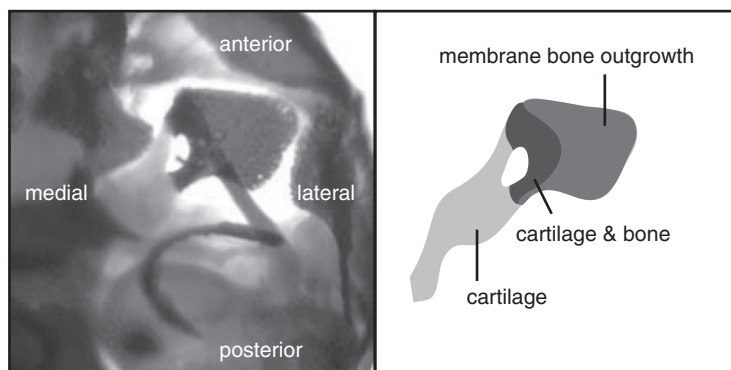 anterior
medial
lateral
posterior
membrane bone outgrowth
cartilage & bone
cartilage